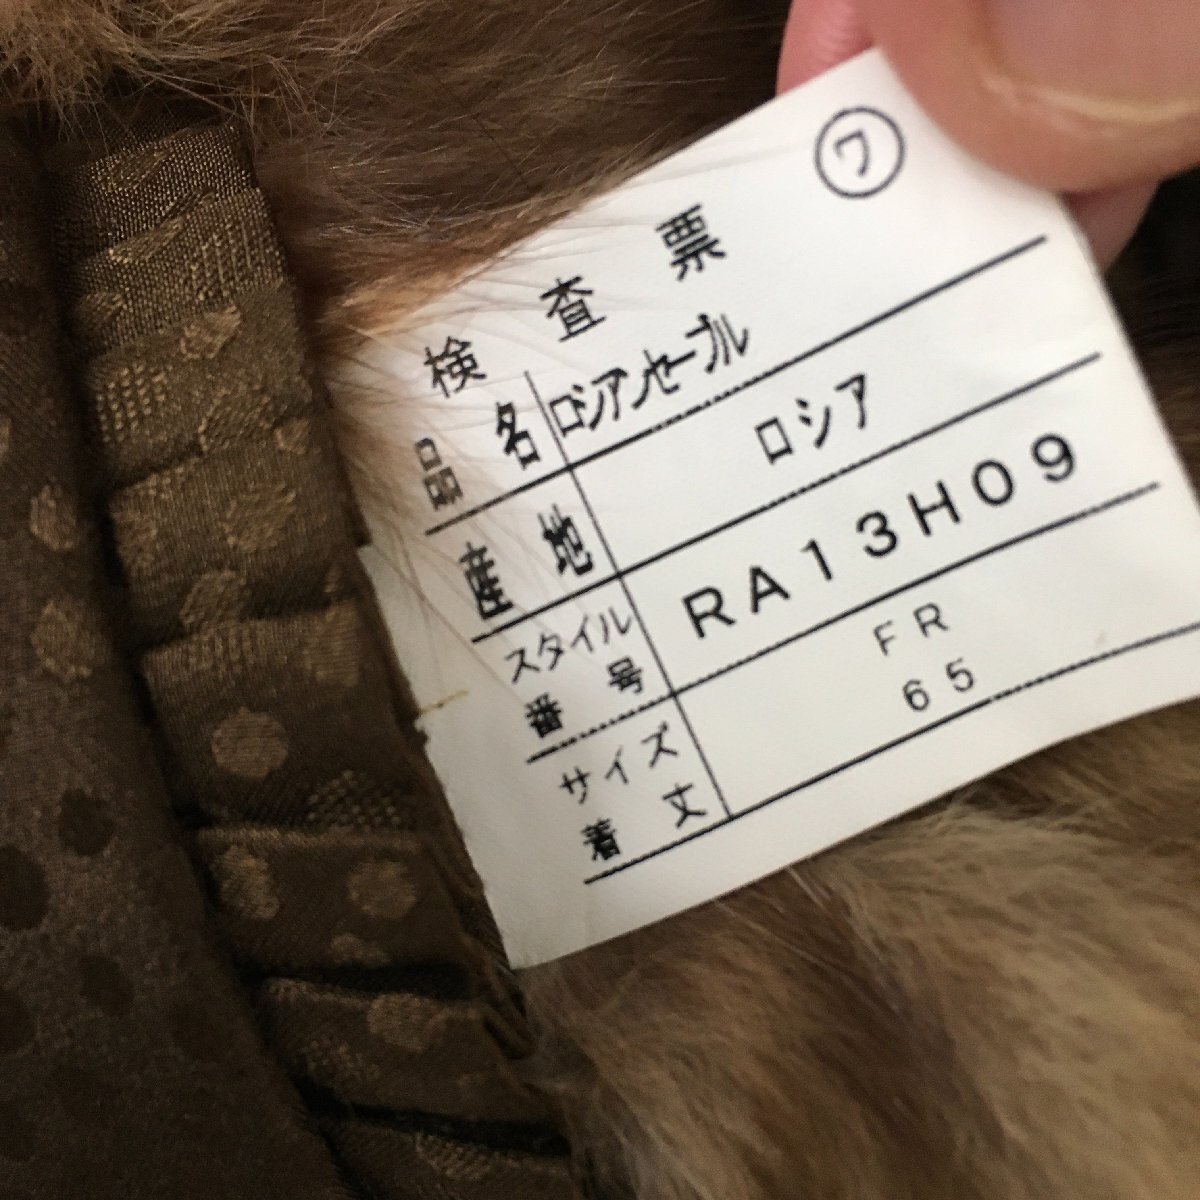 ワ
検査票
品名 ロシアンセーブル
産地 ロシア
スタイル番号 RA13H09
サイズ FR
着丈 65